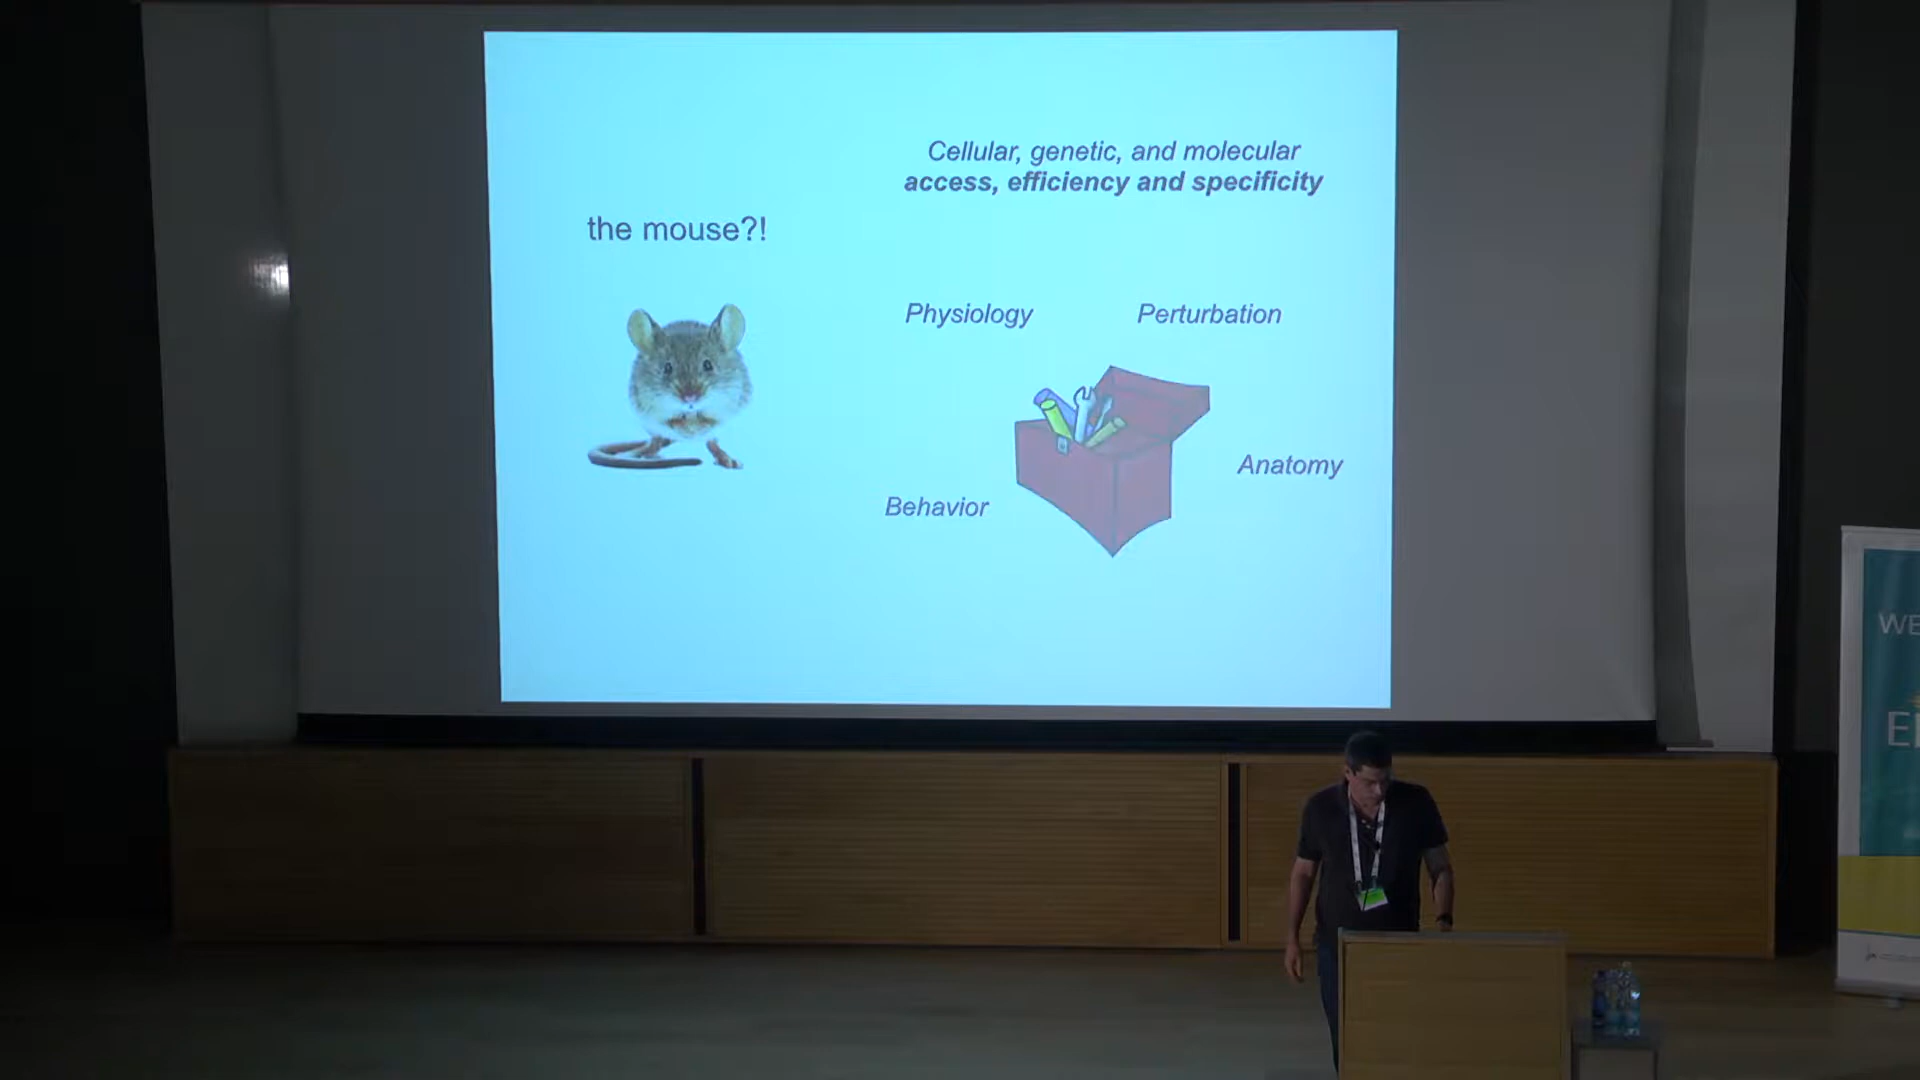 Cellular, genetic, and molecular
access, efficiency and specificity
the mouse?!
Physiology
Perturbation
Anatomy
Behavior